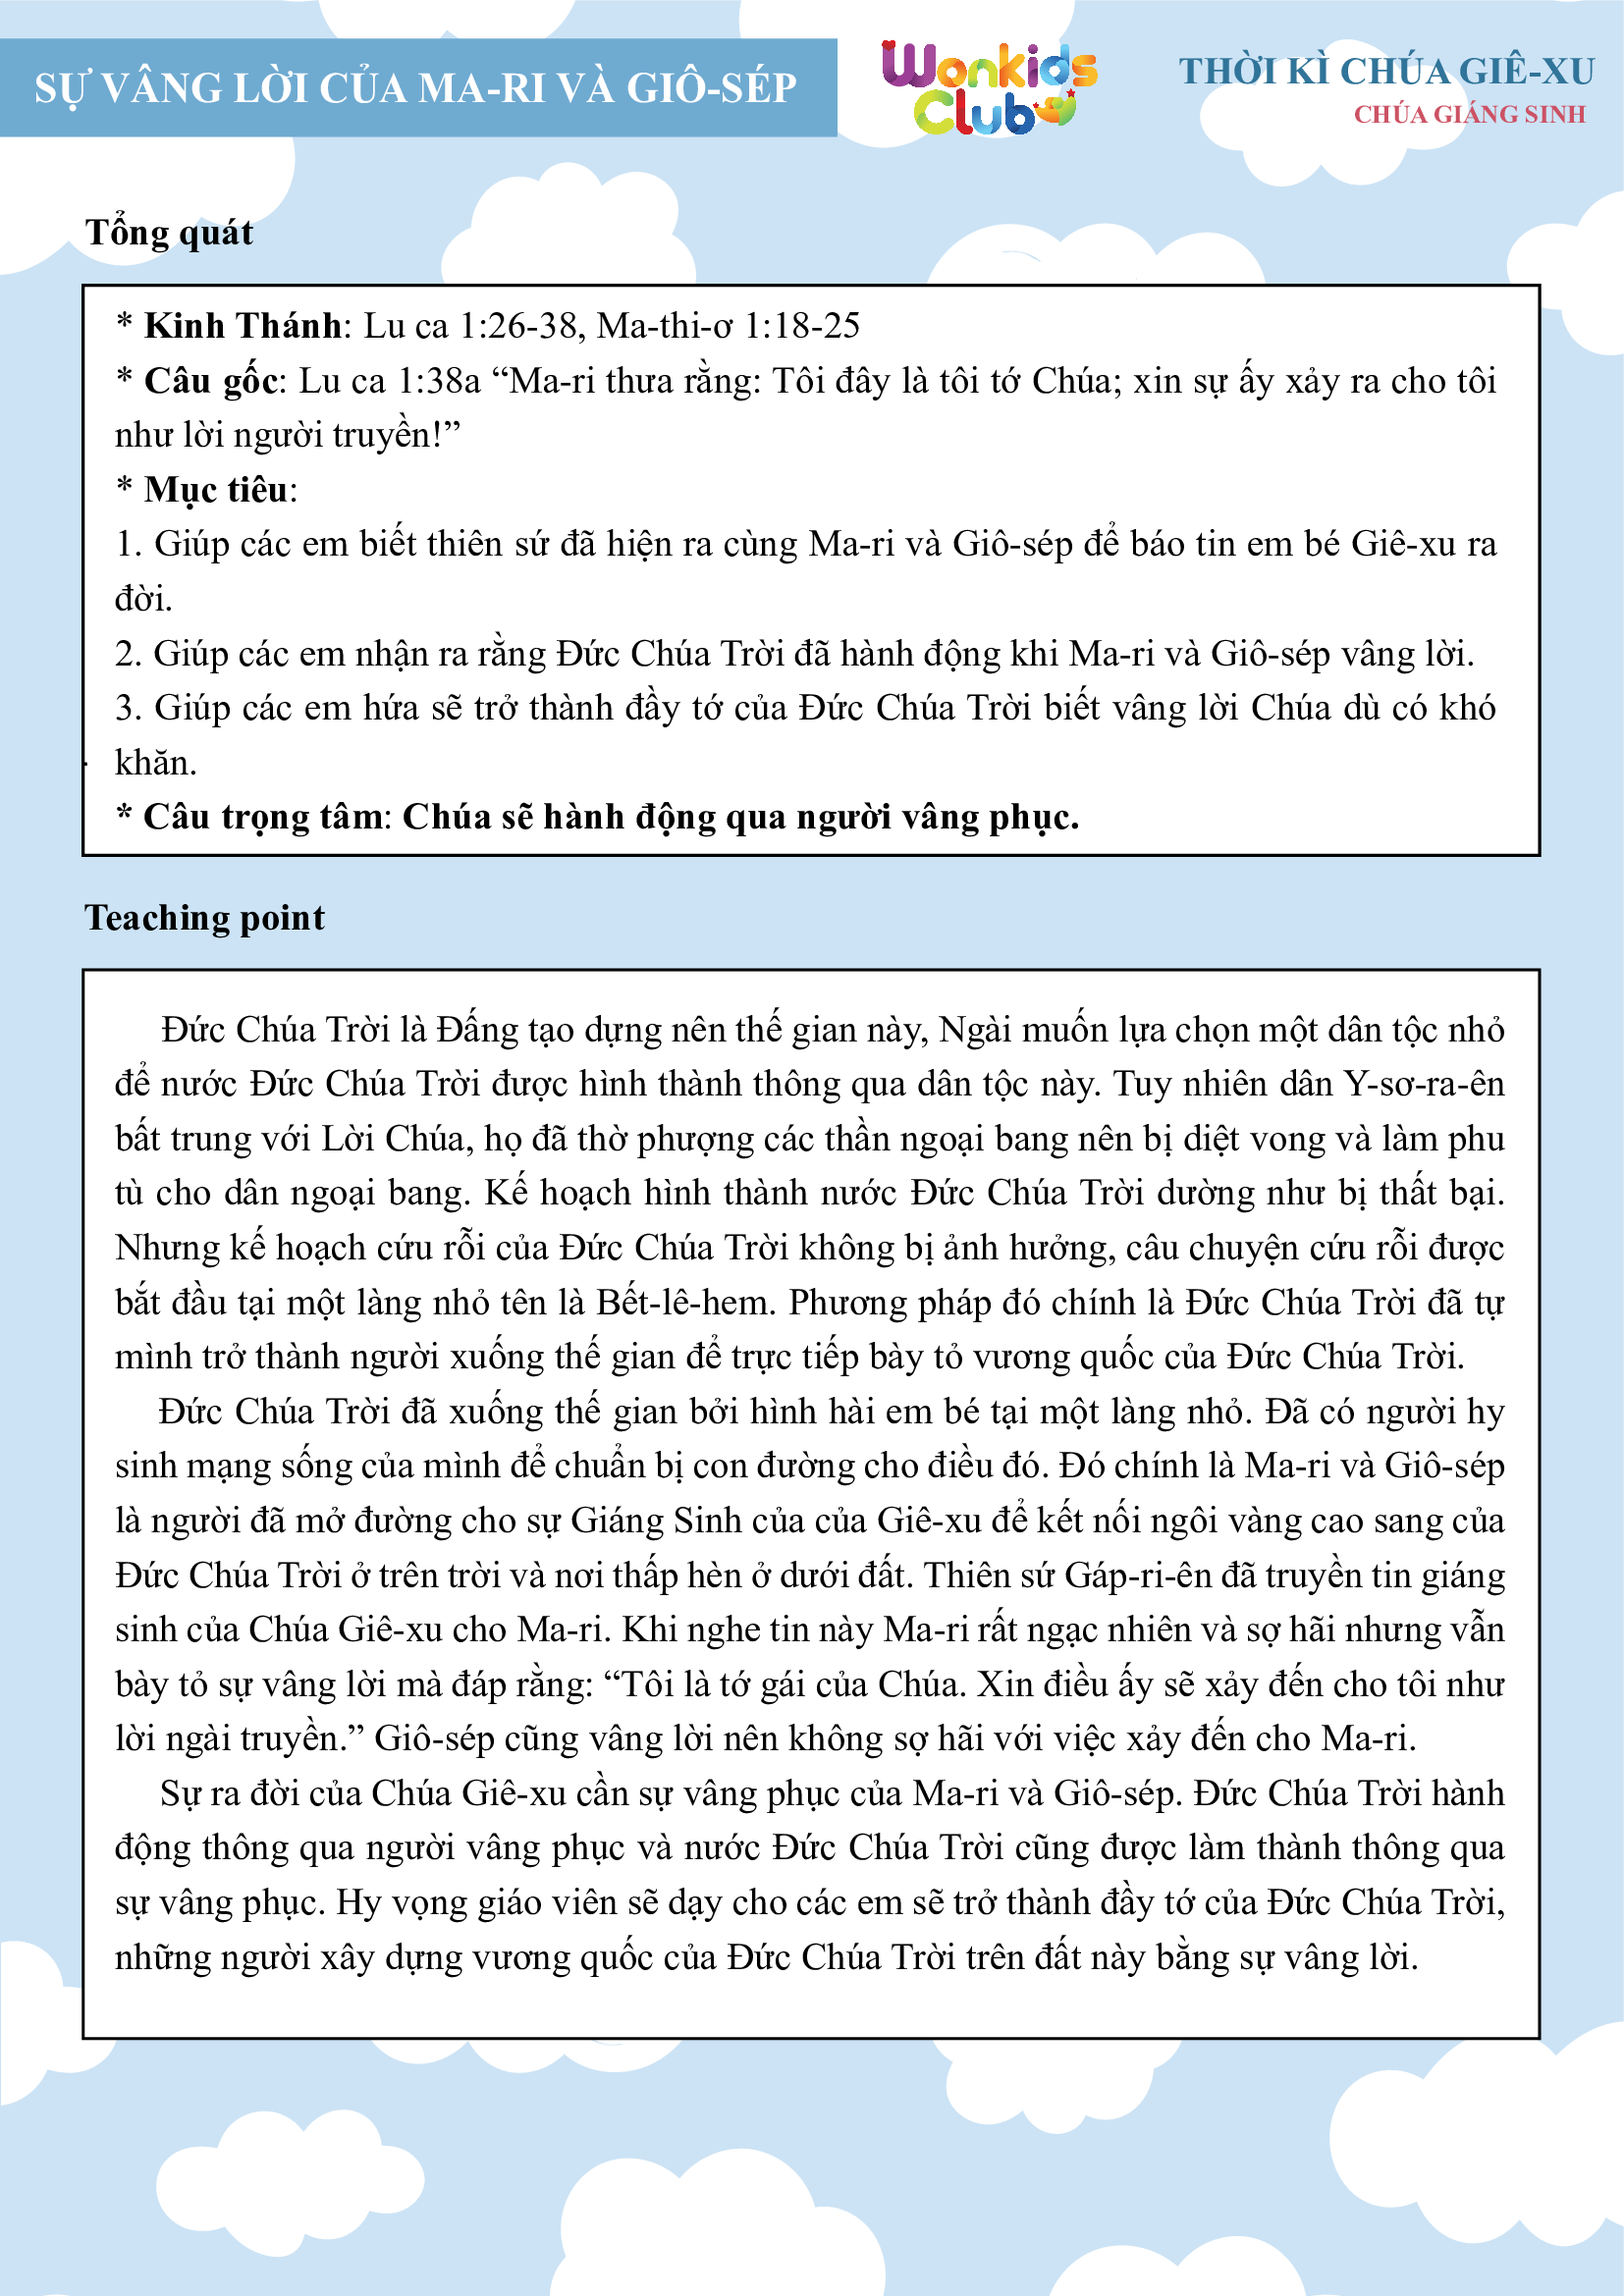 SỰ VÂNG LỜI CỦA MA-RI VÀ GIÔ-SÉP
Wonkids
Club
THỜI KÌ CHÚA GIÊ-XU
CHÚA GIÁNG SINH
Tổng quát
* Kinh Thánh: Lu ca 1:26-38, Ma-thi-ơ 1:18-25
* Câu gốc: Lu ca 1:38a “Ma-ri thưa rằng: Tôi đây là tôi tớ Chúa; xin sự ấy xảy ra cho tôi
như lời người truyền!”
* Mục tiêu:
1. Giúp các em biết thiên sứ đã hiện ra cùng Ma-ri và Giô-sép để báo tin em bé Giê-xu ra
đời.
2. Giúp các em nhận ra rằng Đức Chúa Trời đã hành động khi Ma-ri và Giô-sép vâng lời.
3. Giúp các em hứa sẽ trở thành đầy tớ của Đức Chúa Trời biết vâng lời Chúa dù có khó
khăn.
* Câu trọng tâm: Chúa sẽ hành động qua người vâng phục.
Teaching point
Đức Chúa Trời là Đấng tạo dựng nên thế gian này, Ngài muốn lựa chọn một dân tộc nhỏ
để nước Đức Chúa Trời được hình thành thông qua dân tộc này. Tuy nhiên dân Y-sơ-ra-ên
bất trung với Lời Chúa, họ đã thờ phượng các thần ngoại bang nên bị diệt vong và làm phu
tù cho dân ngoại bang. Kế hoạch hình thành nước Đức Chúa Trời dường như bị thất bại.
Nhưng kế hoạch cứu rỗi của Đức Chúa Trời không bị ảnh hưởng, câu chuyện cứu rỗi được
bắt đầu tại một làng nhỏ tên là Bết-lê-hem. Phương pháp đó chính là Đức Chúa Trời đã tự
mình trở thành người xuống thế gian để trực tiếp bày tỏ vương quốc của Đức Chúa Trời.
Đức Chúa Trời đã xuống thế gian bởi hình hài em bé tại một làng nhỏ. Đã có người hy
sinh mạng sống của mình để chuẩn bị con đường cho điều đó. Đó chính là Ma-ri và Giô-sép
là người đã mở đường cho sự Giáng Sinh của của Giê-xu để kết nối ngôi vàng cao sang của
Đức Chúa Trời ở trên trời và nơi thấp hèn ở dưới đất. Thiên sứ Gáp-ri-ên đã truyền tin giáng
sinh của Chúa Giê-xu cho Ma-ri. Khi nghe tin này Ma-ri rất ngạc nhiên và sợ hãi nhưng vẫn
bày tỏ sự vâng lời mà đáp rằng: “Tôi là tớ gái của Chúa. Xin điều ấy sẽ xảy đến cho tôi như
lời ngài truyền.” Giô-sép cũng vâng lời nên không sợ hãi với việc xảy đến cho Ma-ri.
Sự ra đời của Chúa Giê-xu cần sự vâng phục của Ma-ri và Giô-sép. Đức Chúa Trời hành
động thông qua người vâng phục và nước Đức Chúa Trời cũng được làm thành thông qua
sự vâng phục. Hy vọng giáo viên sẽ dạy cho các em sẽ trở thành đầy tớ của Đức Chúa Trời,
những người xây dựng vương quốc của Đức Chúa Trời trên đất này bằng sự vâng lời.